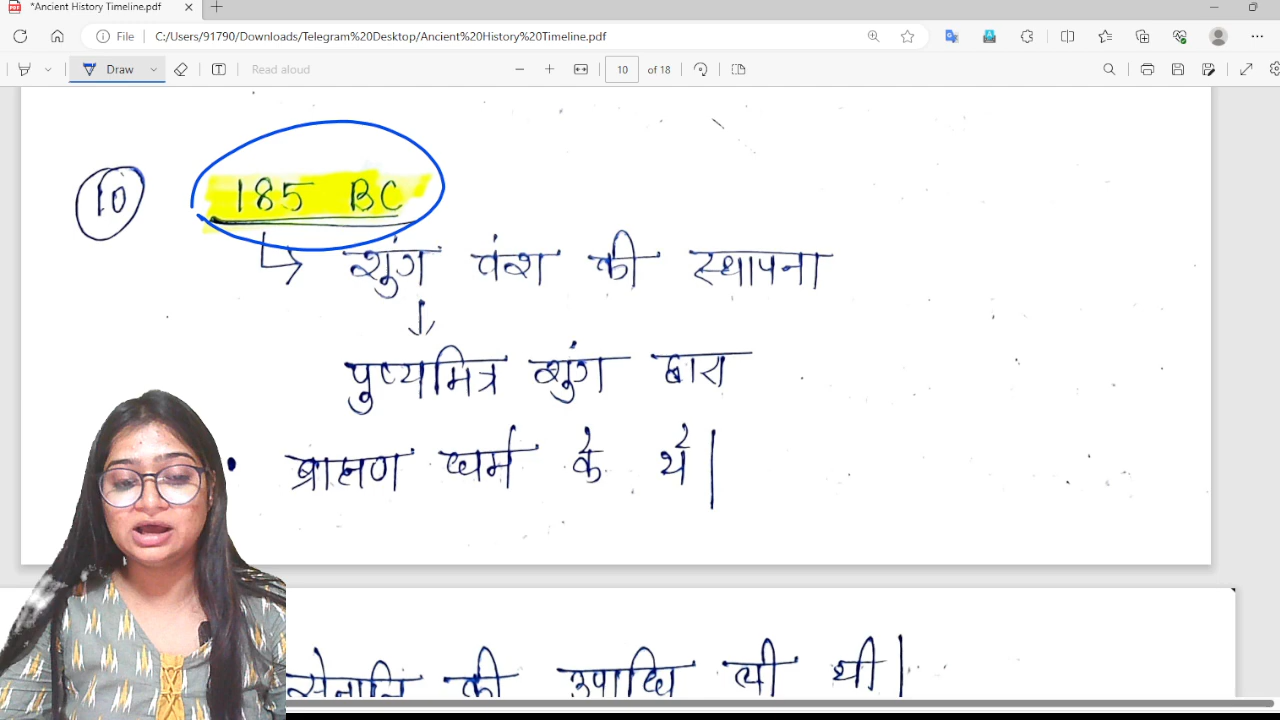 *Ancient History Timeline.pdf
File C:/Users/91790/Downloads/Telegram%20Desktop/Ancient%20History%20Timeline.pdf
Draw Read aloud 10 of 18
10 185 BC
शुंग वंश की स्थापना
पुष्यमित्र शुंग द्वारा
ब्राह्मण धर्म के थे|
सेनानि की उपाधि ली थी|